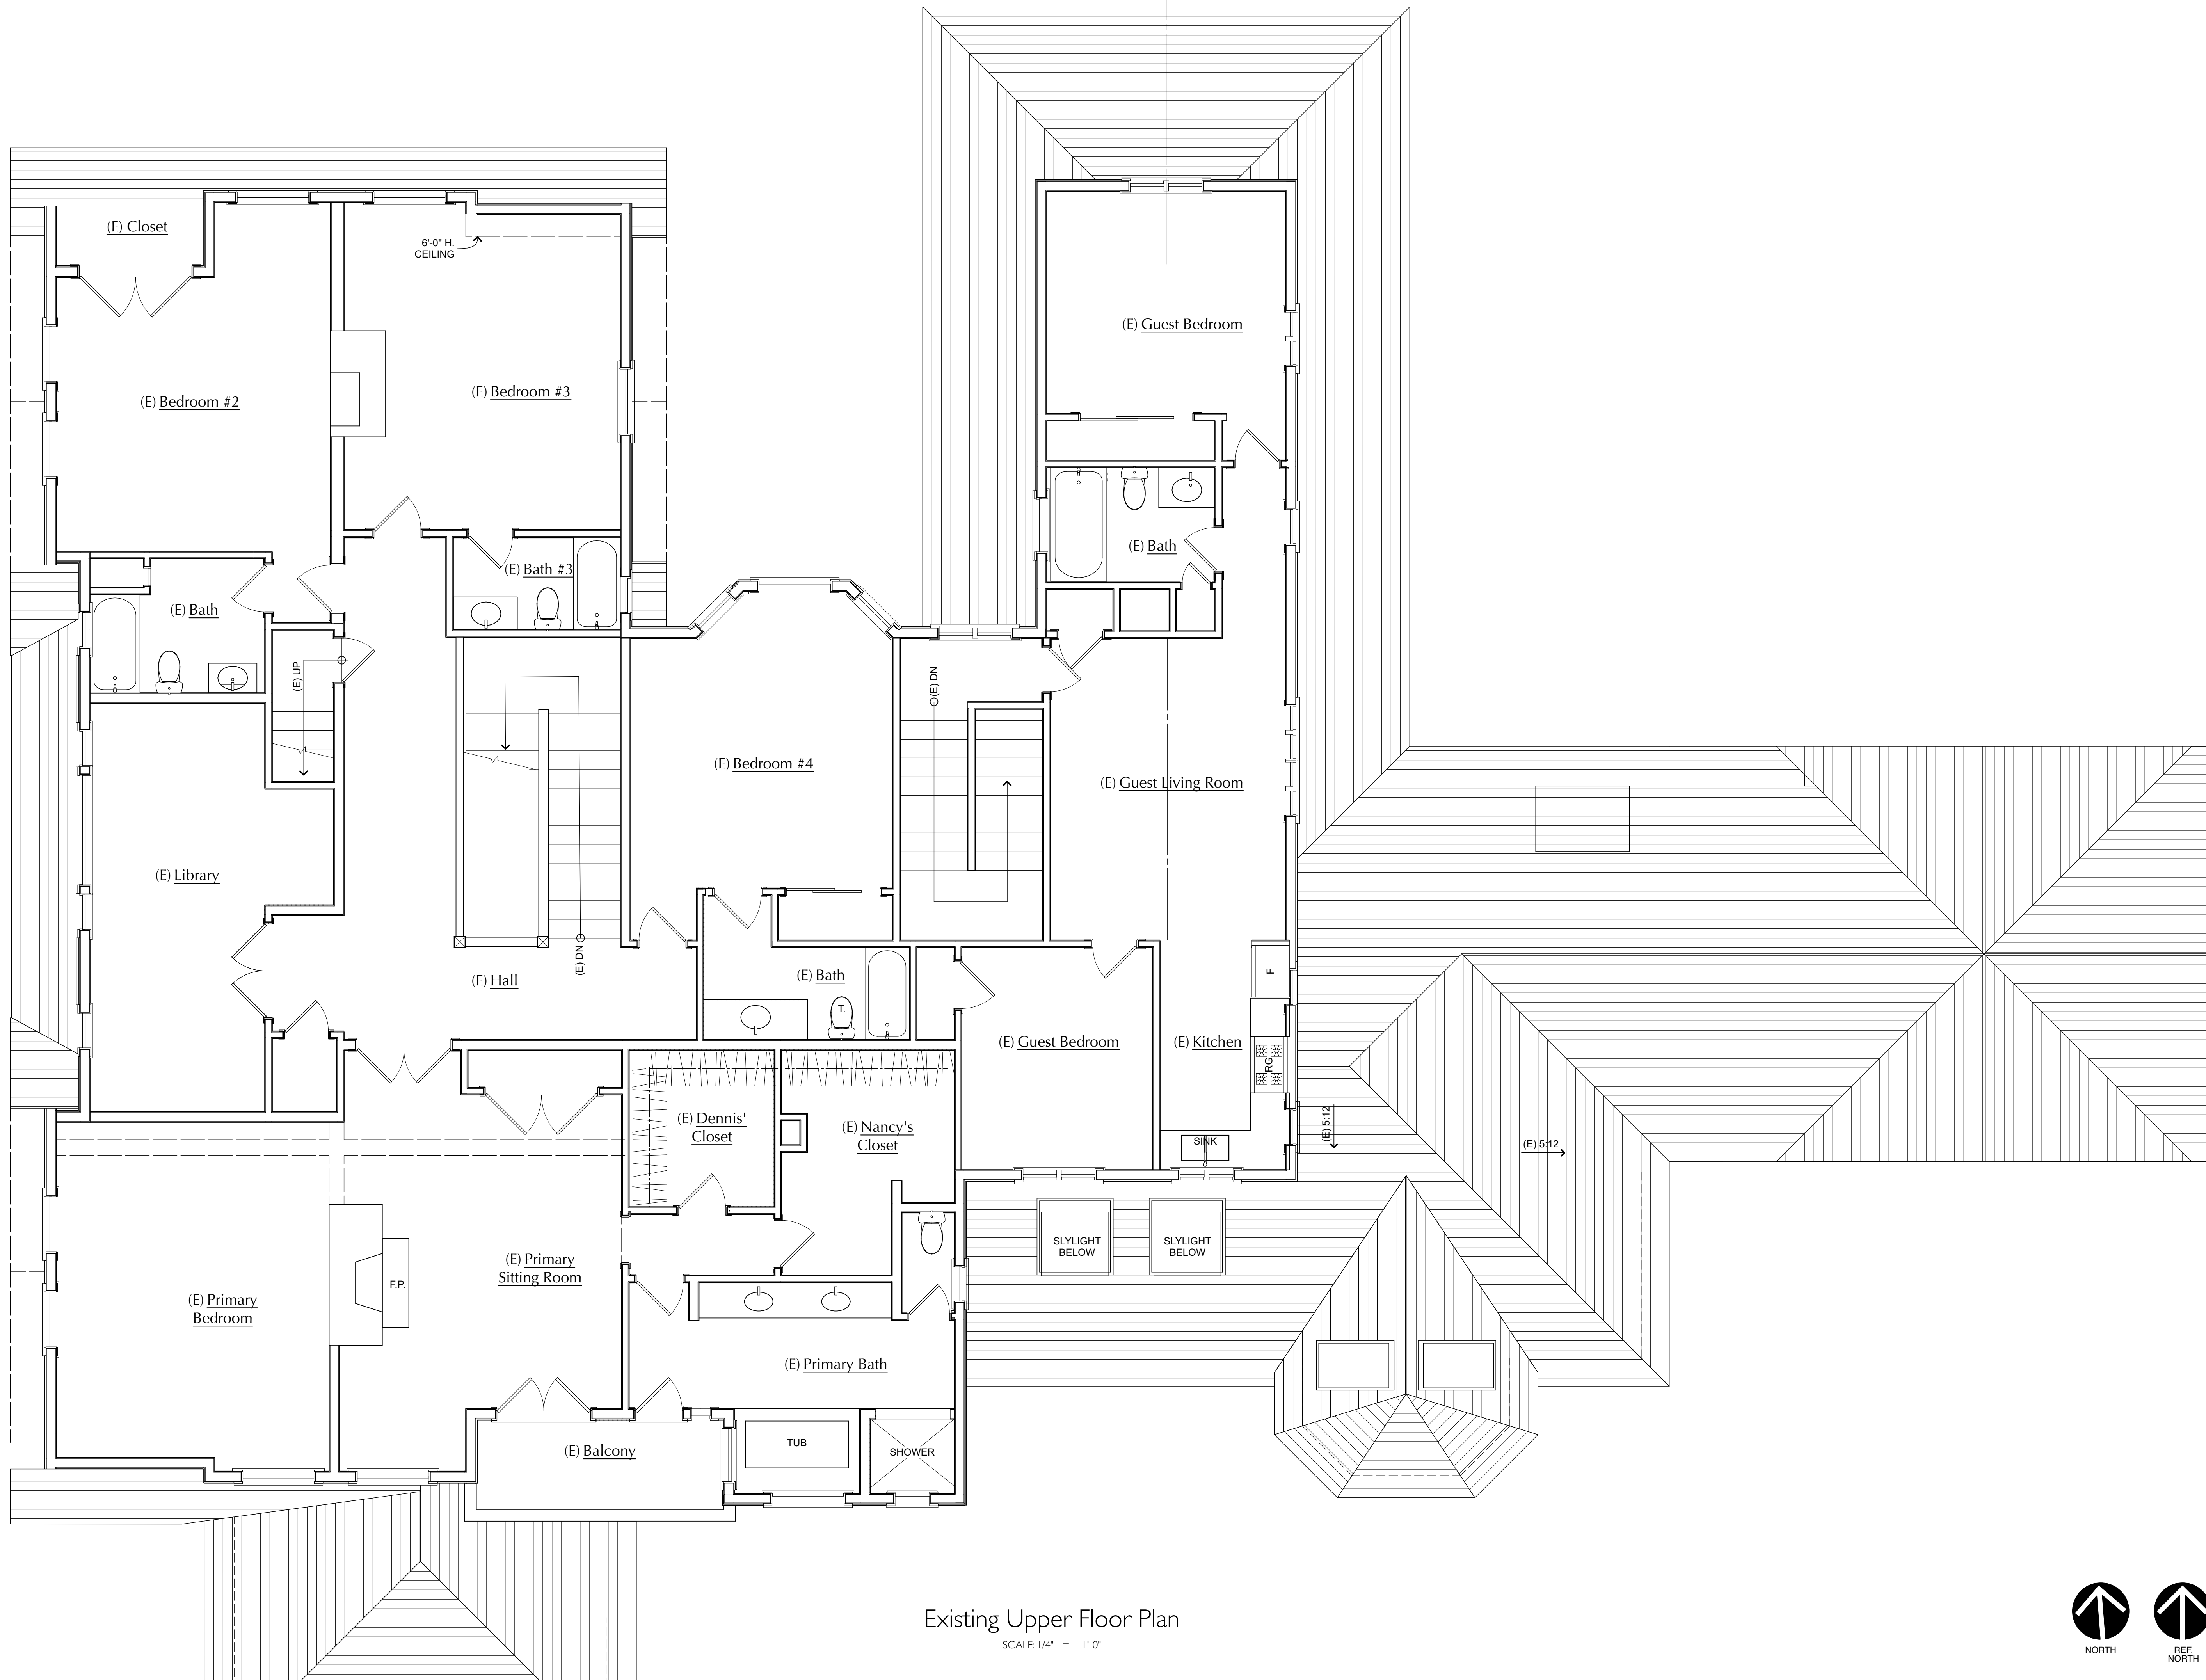 (E) Closet
6'-0" H.
CEILING
(E) Guest Bedroom
(E) Bedroom #2
(E) Bedroom #3
(E) Bath
(E) Bath #3
(E) Bath
(E) UP
(E) DN
(E) Bedroom #4
(E) Guest Living Room
(E) Library
(E) Hall
(E) DN
(E) Bath
T.
F
(E) Guest Bedroom
(E) Kitchen
RG
(E) Dennis'
Closet
(E) Nancy's
Closet
SINK
(E) 5:12
(E) 5:12
SLYLIGHT
BELOW
SLYLIGHT
BELOW
(E) Primary
Sitting Room
F.P.
(E) Primary
Bedroom
(E) Primary Bath
(E) Balcony
TUB
SHOWER
Existing Upper Floor Plan
SCALE: 1/4" = 1'-0"
NORTH
REF.
NORTH